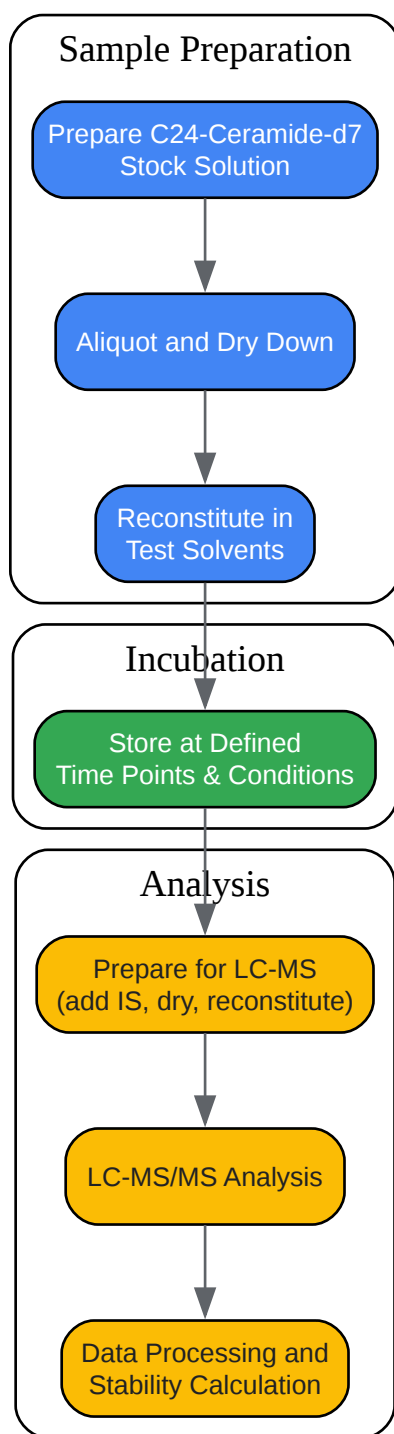 Sample Preparation
Prepare C24-Ceramide-d7
Stock Solution
Aliquot and Dry Down
Reconstitute in
Test Solvents
Incubation
Store at Defined
Time Points & Conditions
Analysis
Prepare for LC-MS
(add IS, dry, reconstitute)
LC-MS/MS Analysis
Data Processing and
Stability Calculation